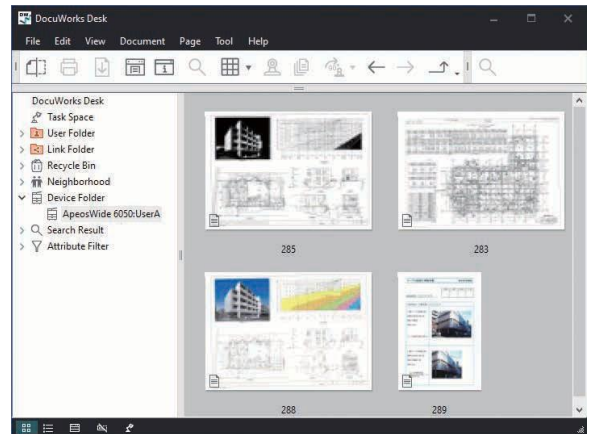 DocuWorks Desk
File Edit View Document Page Tool Help
DocuWorks Desk
Task Space
User Folder
Link Folder
Recycle Bin
Neighborhood
Device Folder
ApeosWide 6050:UserA
Search Result
Attribute Filter
285
283
288
289